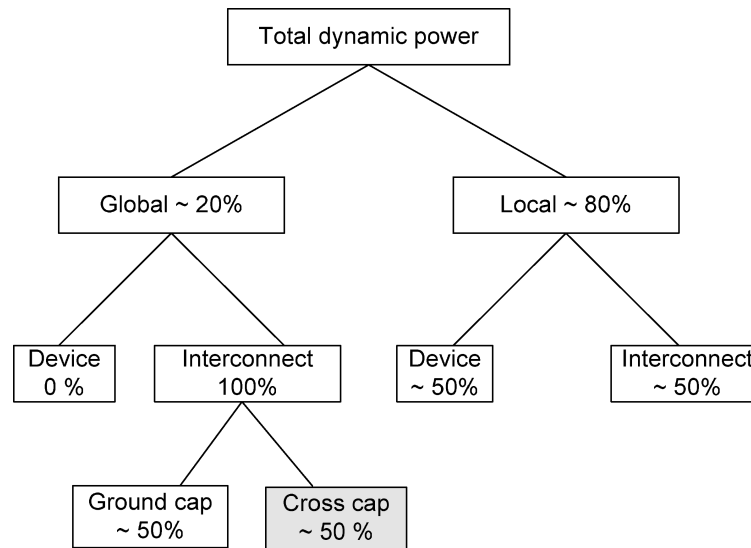 Total dynamic power
Global ~ 20%
Local ~ 80%
Device
0 %
Interconnect
100%
Device
~ 50%
Interconnect
~ 50%
Ground cap
~ 50%
Cross cap
~ 50 %